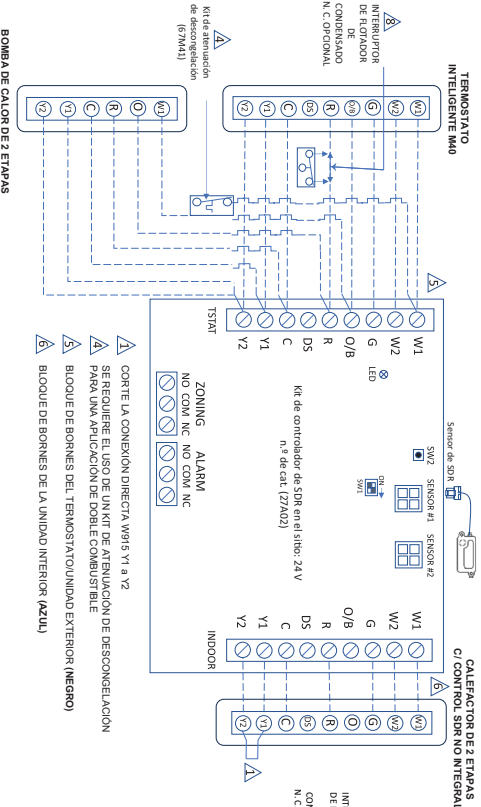 TERMOSTATO
INTELIGENTE M40
W1
W2
G
O/B
R
DS
C
Y1
Y2
8
INTERRUPTOR
DE FLOTADOR
DE
CONDENSADO
N. C. OPCIONAL
4
Kit de atenuación
de descongelación
(67M41)
W1
O
R
C
Y1
Y2
BOMBA DE CALOR DE 2 ETAPAS
5
W1
W2
G
O/B
R
DS
C
Y1
Y2
TSTAT
Sensor de SDR
LED
SW2
SENSOR #1
SENSOR #2
ON
SW1
Kit de controlador de SDR en el sitio: 24 V
n.º de cat. (27A02)
ZONING
NO COM NC
ALARM
NO COM NC
W1
W2
G
O/B
R
DS
C
Y1
Y2
INDOOR
CALEFACTOR DE 2 ETAPAS
C/ CONTROL SDR NO INTEGRAL
6
W1
W2
G
O
R
DS
C
Y1
Y2
1
1 CORTE LA CONEXIÓN DIRECTA W915 Y1 a Y2
4 SE REQUIERE EL USO DE UN KIT DE ATENUACIÓN DE DESCONGELACIÓN
PARA UNA APLICACIÓN DE DOBLE COMBUSTIBLE
5 BLOQUE DE BORNES DEL TERMOSTATO/UNIDAD EXTERIOR (NEGRO)
6 BLOQUE DE BORNES DE LA UNIDAD INTERIOR (AZUL)